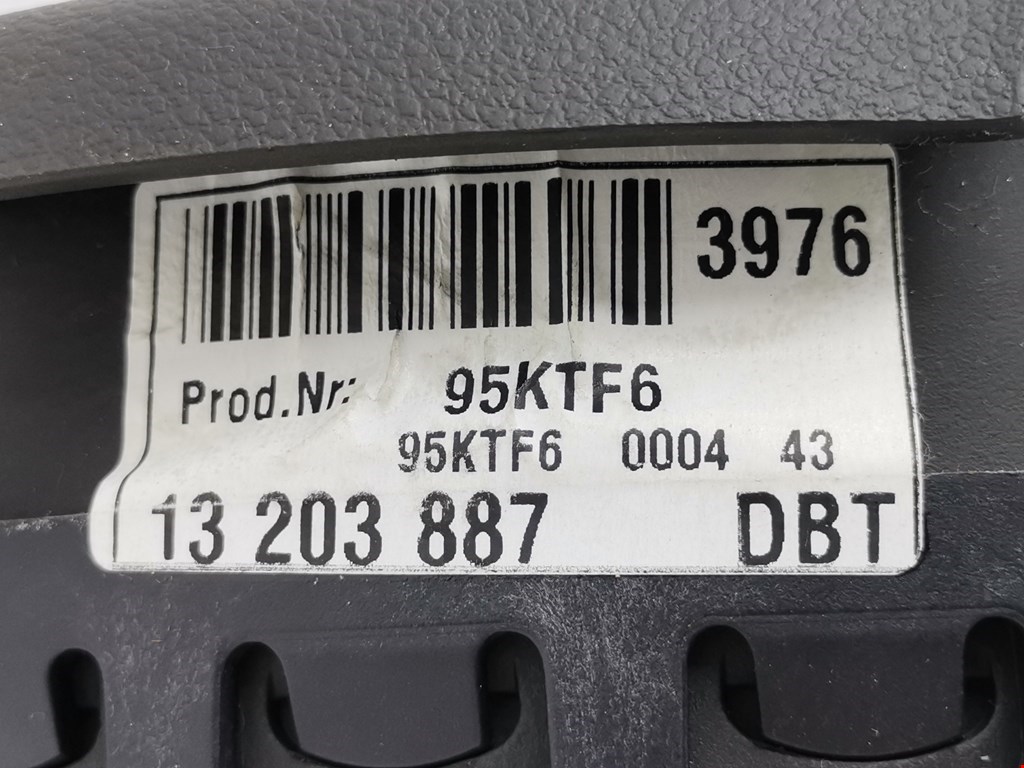 3976
Prod.Nr: 95KTF6
95KTF6 0004 43
13 203 887 DBT